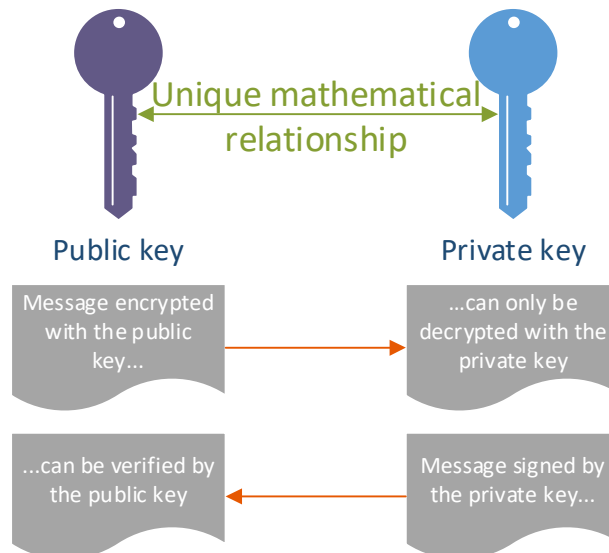 Unique mathematical
relationship
Public key
Private key
Message encrypted
with the public
key...
...can only be
decrypted with the
private key
...can be verified by
the public key
Message signed by
the private key...